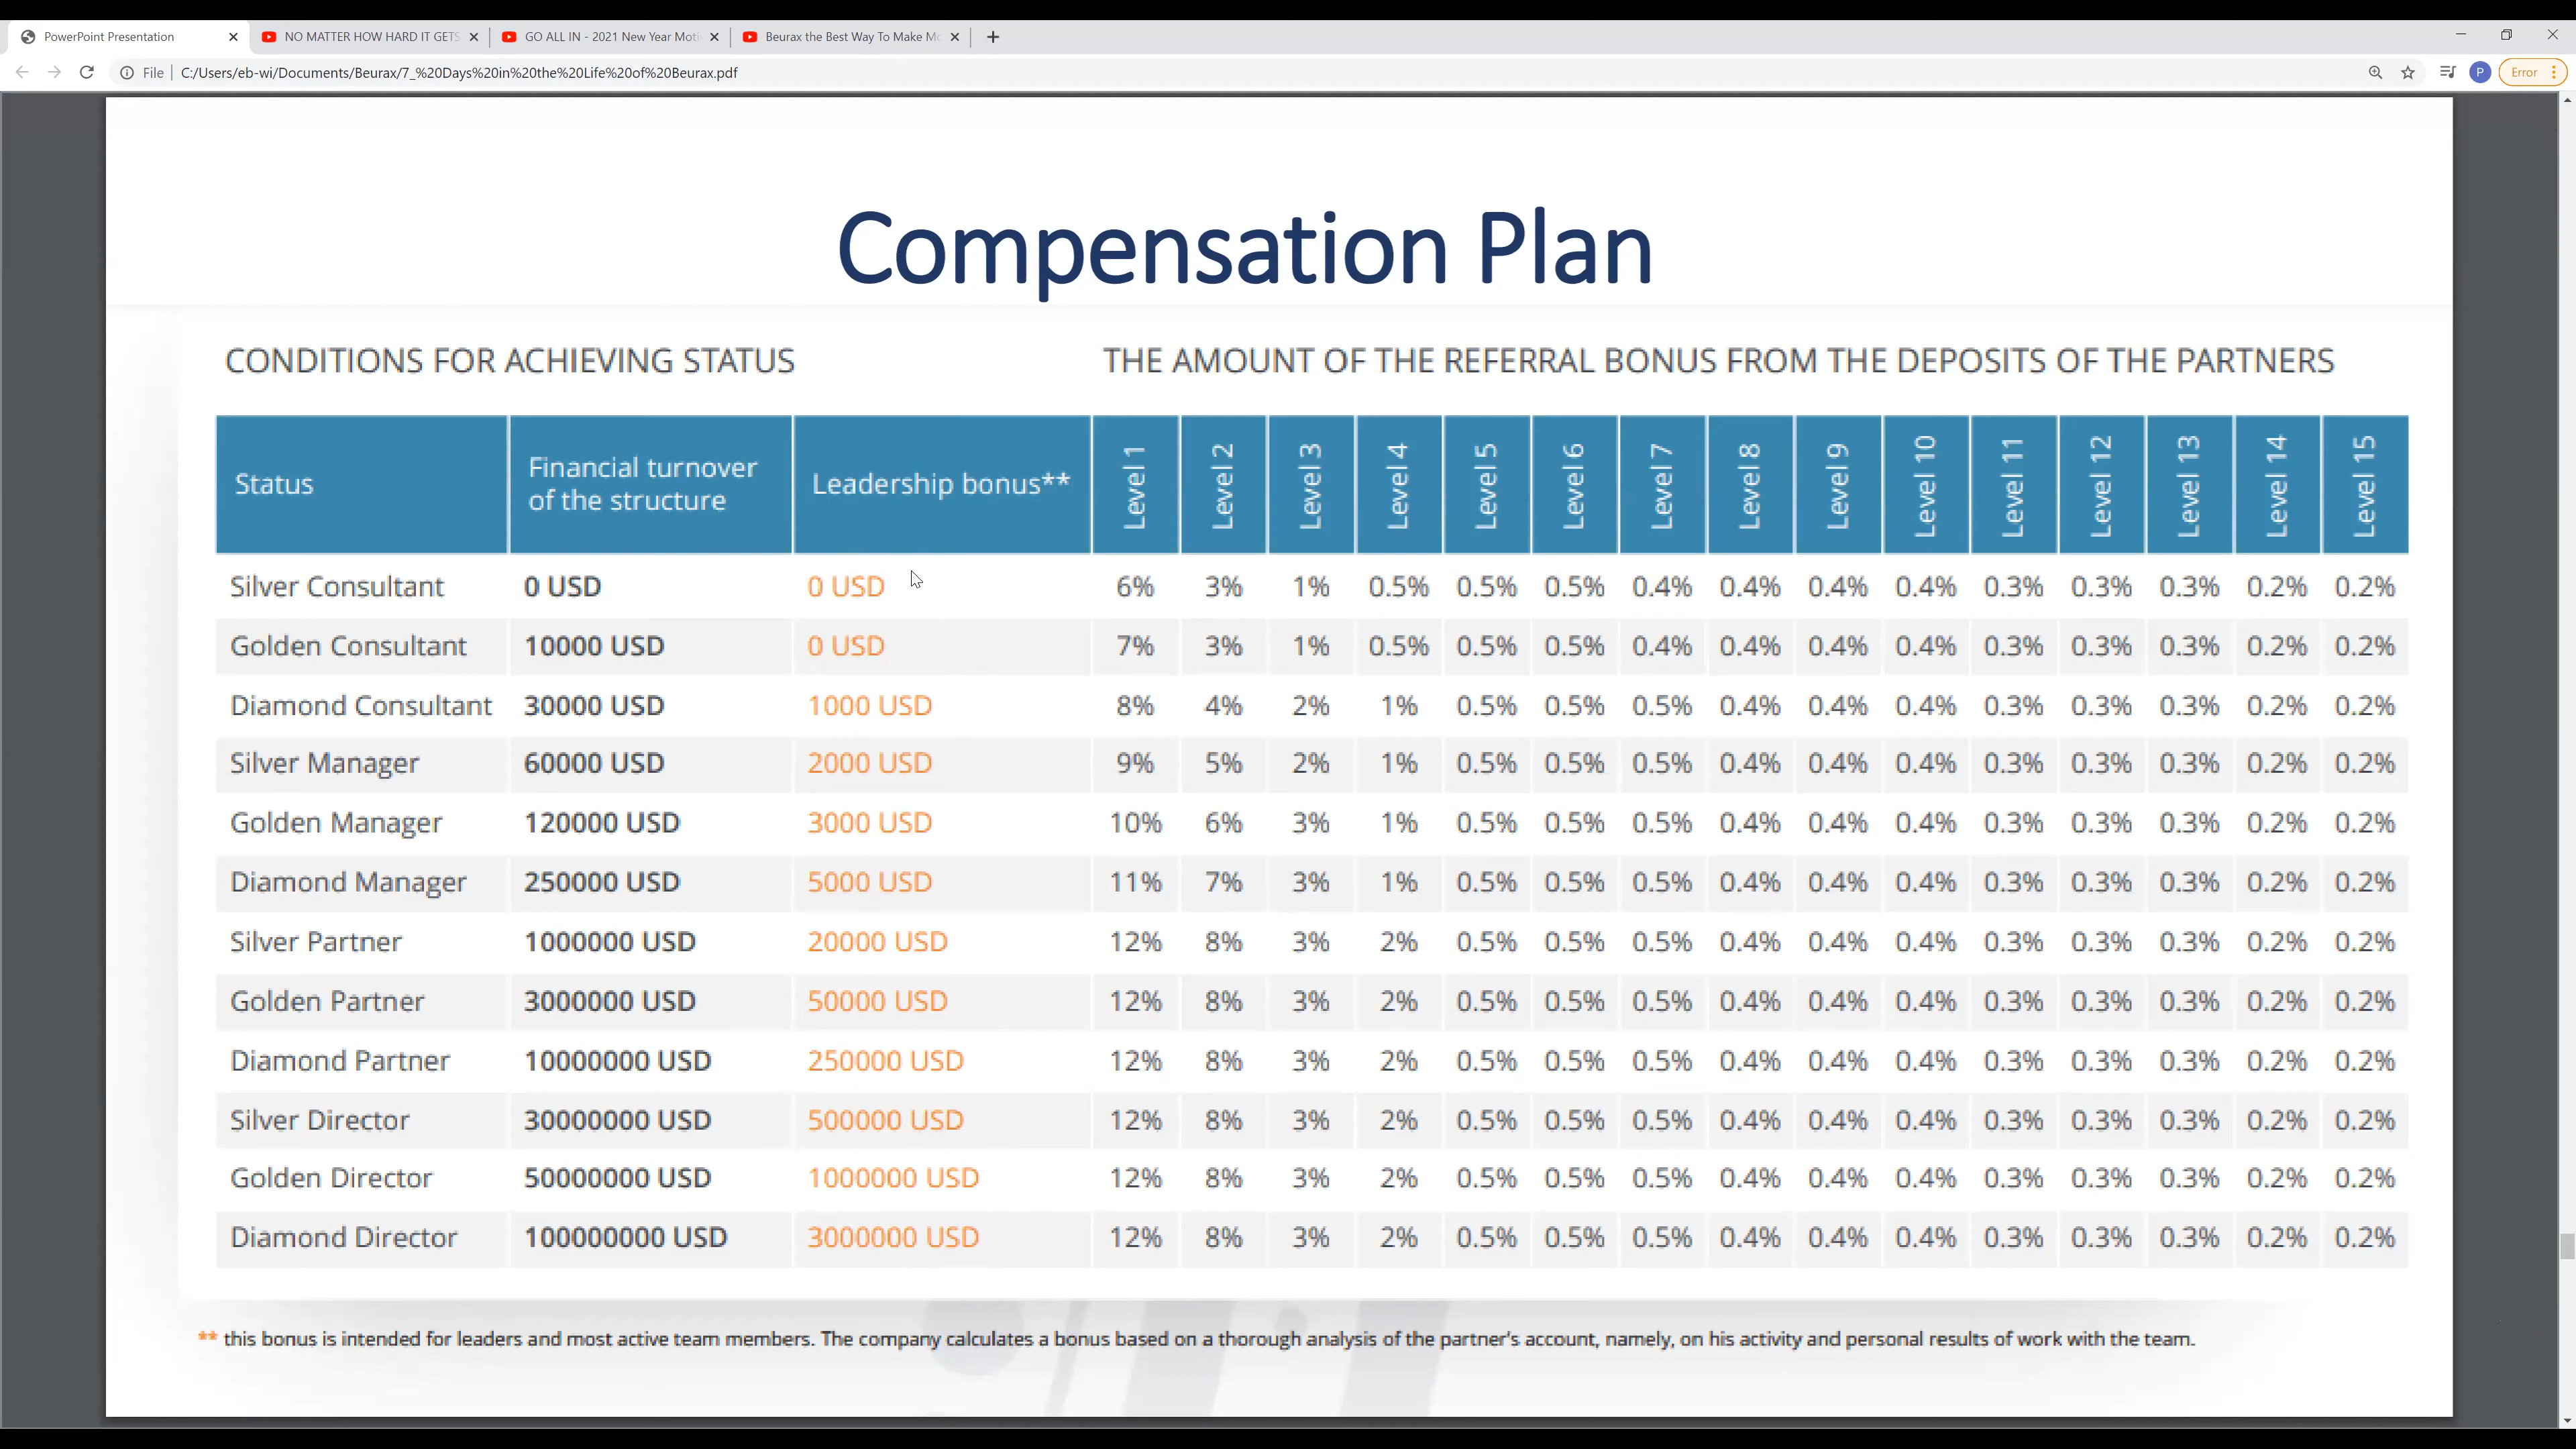 PowerPoint Presentation
NO MATTER HOW HARD IT GETS
GO ALL IN - 2021 New Year Moti
Beurax the Best Way To Make Mo
File C:/Users/eb-wi/Documents/Beurax/7_%20Days%20in%20the%20Life%20of%20Beurax.pdf
P
Error
Compensation Plan
CONDITIONS FOR ACHIEVING STATUS
THE AMOUNT OF THE REFERRAL BONUS FROM THE DEPOSITS OF THE PARTNERS
Status Financial turnover of the structure Leadership bonus** Level 1 Level 2 Level 3 Level 4 Level 5 Level 6 Level 7 Level 8 Level 9 Level 10 Level 11 Level 12 Level 13 Level 14 Level 15
Silver Consultant 0 USD 0 USD 6% 3% 1% 0.5% 0.5% 0.5% 0.4% 0.4% 0.4% 0.4% 0.3% 0.3% 0.3% 0.2% 0.2%
Golden Consultant 10000 USD 0 USD 7% 3% 1% 0.5% 0.5% 0.5% 0.4% 0.4% 0.4% 0.4% 0.3% 0.3% 0.3% 0.2% 0.2%
Diamond Consultant 30000 USD 1000 USD 8% 4% 2% 1% 0.5% 0.5% 0.5% 0.4% 0.4% 0.4% 0.3% 0.3% 0.3% 0.2% 0.2%
Silver Manager 60000 USD 2000 USD 9% 5% 2% 1% 0.5% 0.5% 0.5% 0.4% 0.4% 0.4% 0.3% 0.3% 0.3% 0.2% 0.2%
Golden Manager 120000 USD 3000 USD 10% 6% 3% 1% 0.5% 0.5% 0.5% 0.4% 0.4% 0.4% 0.3% 0.3% 0.3% 0.2% 0.2%
Diamond Manager 250000 USD 5000 USD 11% 7% 3% 1% 0.5% 0.5% 0.5% 0.4% 0.4% 0.4% 0.3% 0.3% 0.3% 0.2% 0.2%
Silver Partner 1000000 USD 20000 USD 12% 8% 3% 2% 0.5% 0.5% 0.5% 0.4% 0.4% 0.4% 0.3% 0.3% 0.3% 0.2% 0.2%
Golden Partner 3000000 USD 50000 USD 12% 8% 3% 2% 0.5% 0.5% 0.5% 0.4% 0.4% 0.4% 0.3% 0.3% 0.3% 0.2% 0.2%
Diamond Partner 10000000 USD 250000 USD 12% 8% 3% 2% 0.5% 0.5% 0.5% 0.4% 0.4% 0.4% 0.3% 0.3% 0.3% 0.2% 0.2%
Silver Director 30000000 USD 500000 USD 12% 8% 3% 2% 0.5% 0.5% 0.5% 0.4% 0.4% 0.4% 0.3% 0.3% 0.3% 0.2% 0.2%
Golden Director 50000000 USD 1000000 USD 12% 8% 3% 2% 0.5% 0.5% 0.5% 0.4% 0.4% 0.4% 0.3% 0.3% 0.3% 0.2% 0.2%
Diamond Director 100000000 USD 3000000 USD 12% 8% 3% 2% 0.5% 0.5% 0.5% 0.4% 0.4% 0.4% 0.3% 0.3% 0.3% 0.2% 0.2%
** this bonus is intended for leaders and most active team members. The company calculates a bonus based on a thorough analysis of the partner's account, namely, on his activity and personal results of work with the team.